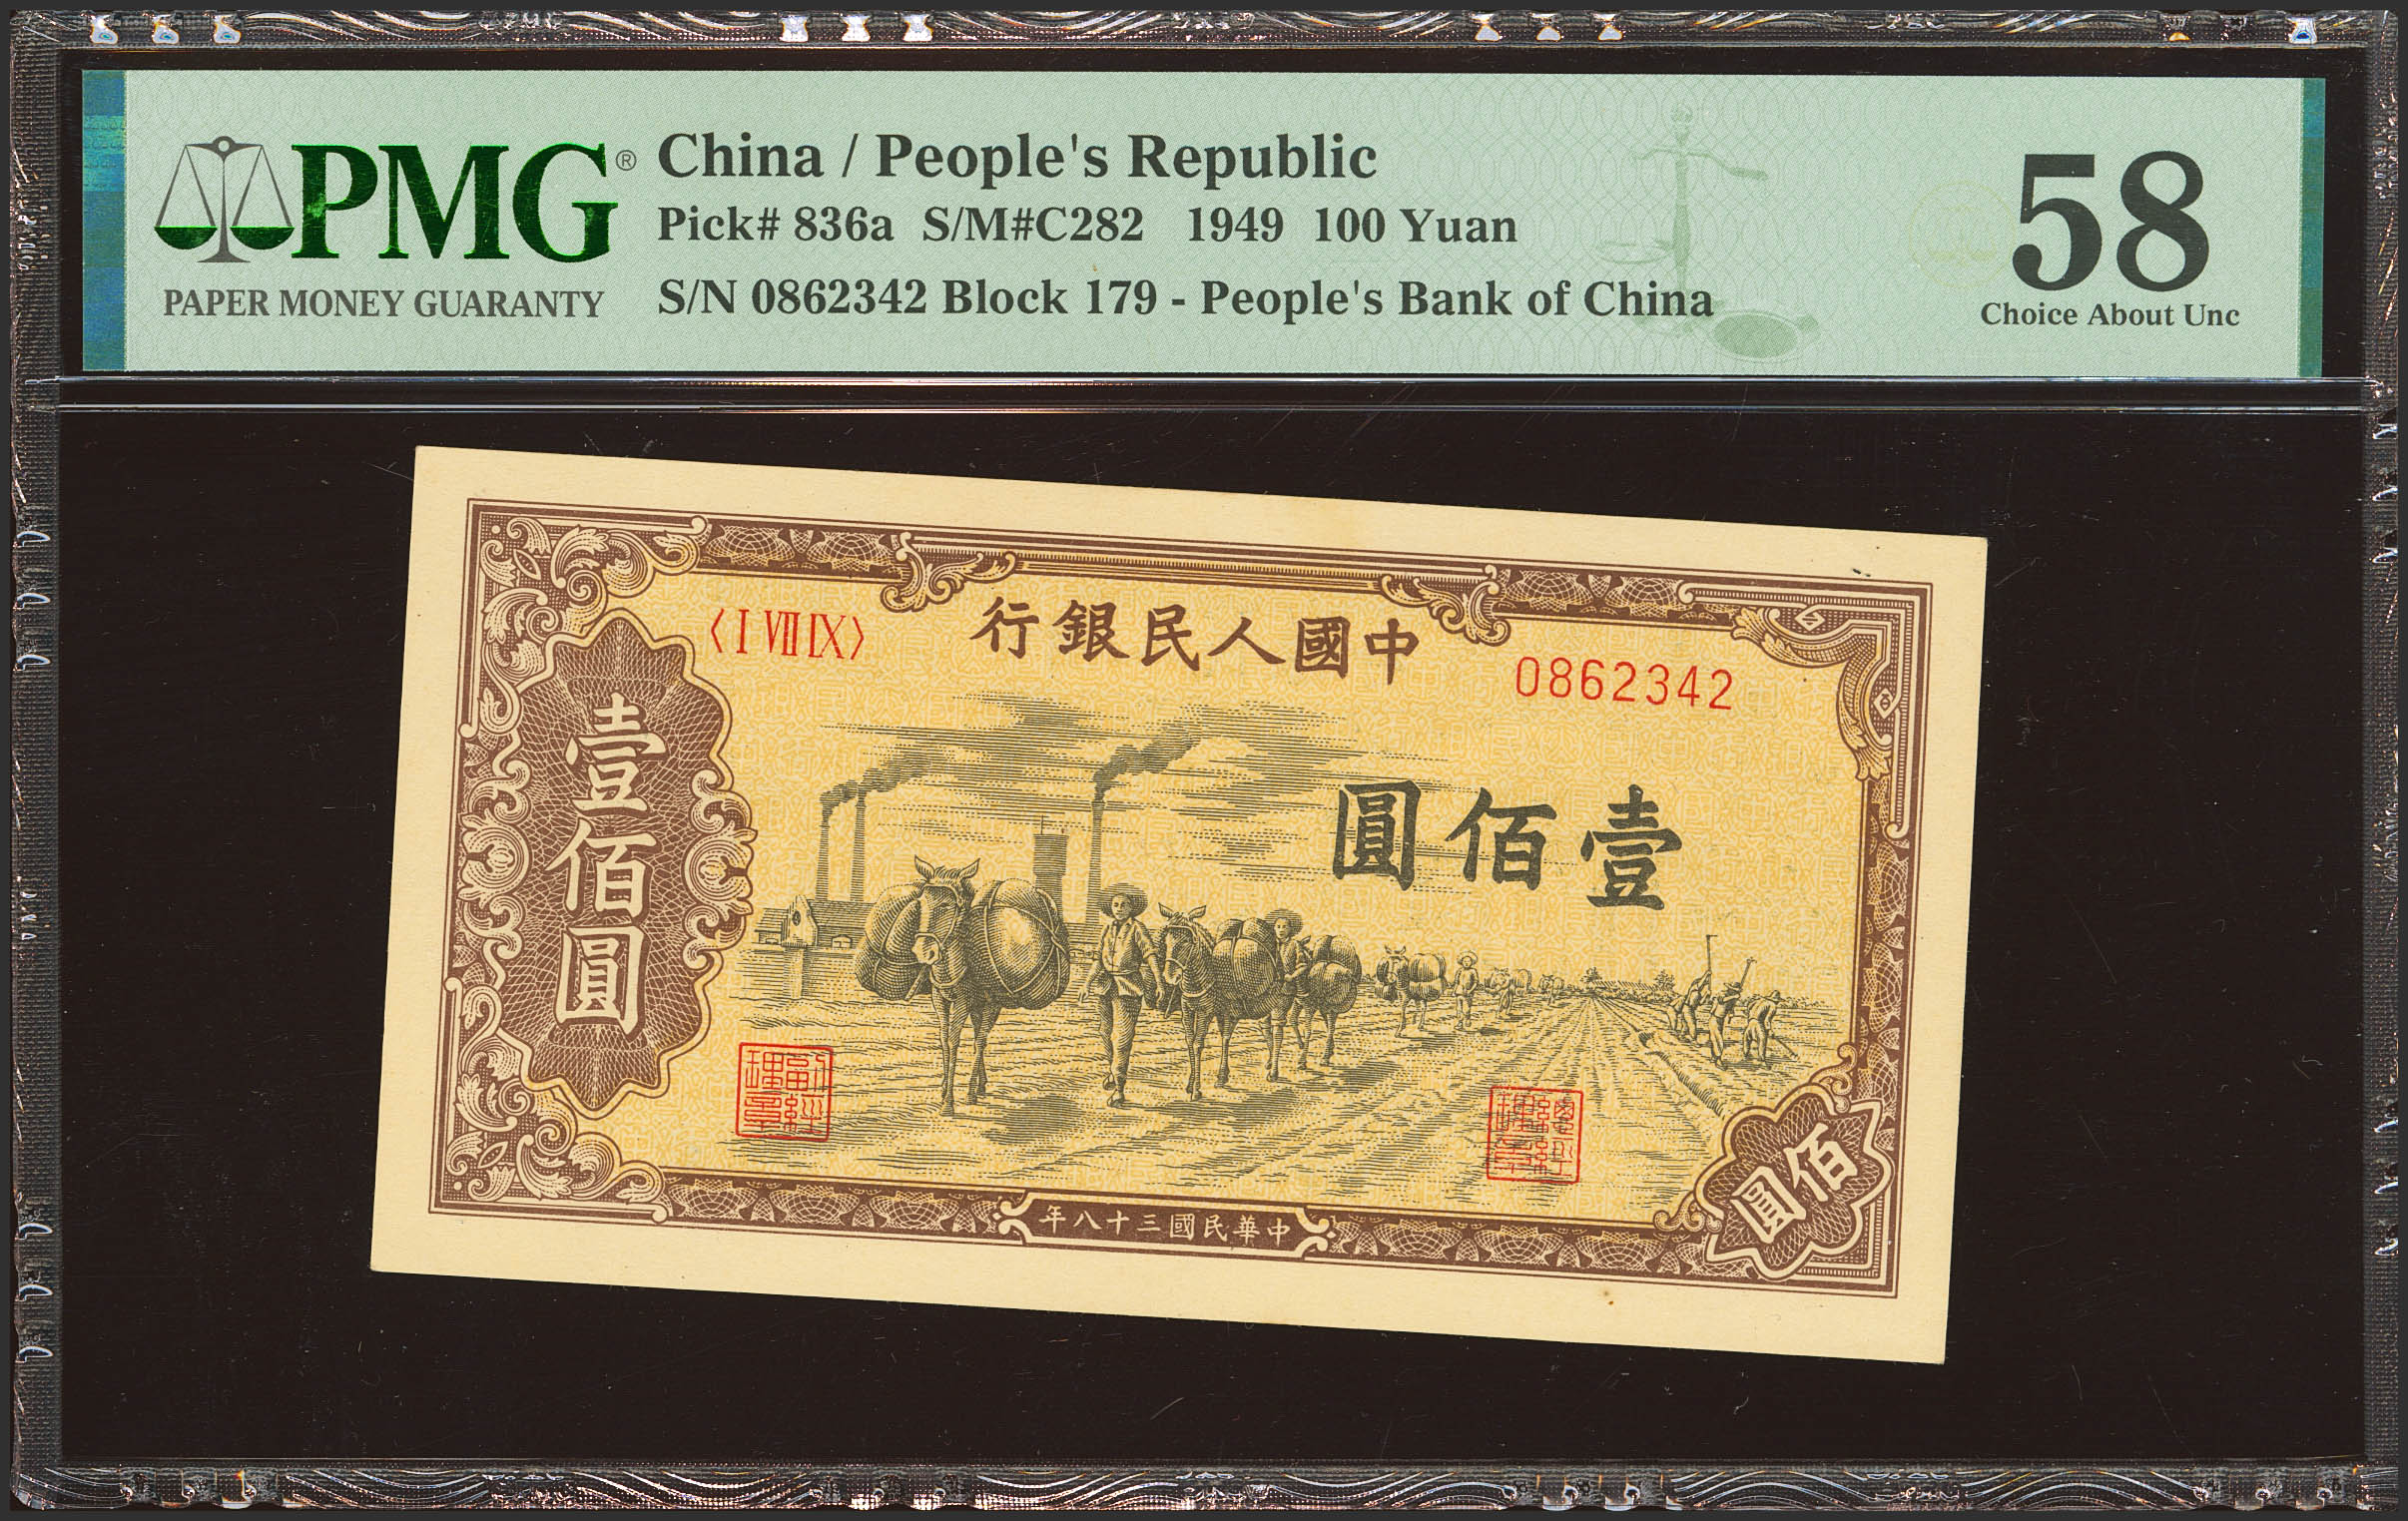 PMG®
PAPER MONEY GUARANTY
China / People's Republic
Pick# 836a S/M#C282 1949 100 Yuan
S/N 0862342 Block 179 - People's Bank of China
58
Choice About Unc
〈I VII IX〉
行銀民人國中
0862342
壹佰圓
圓佰壹
年八十三國民華中
圓佰